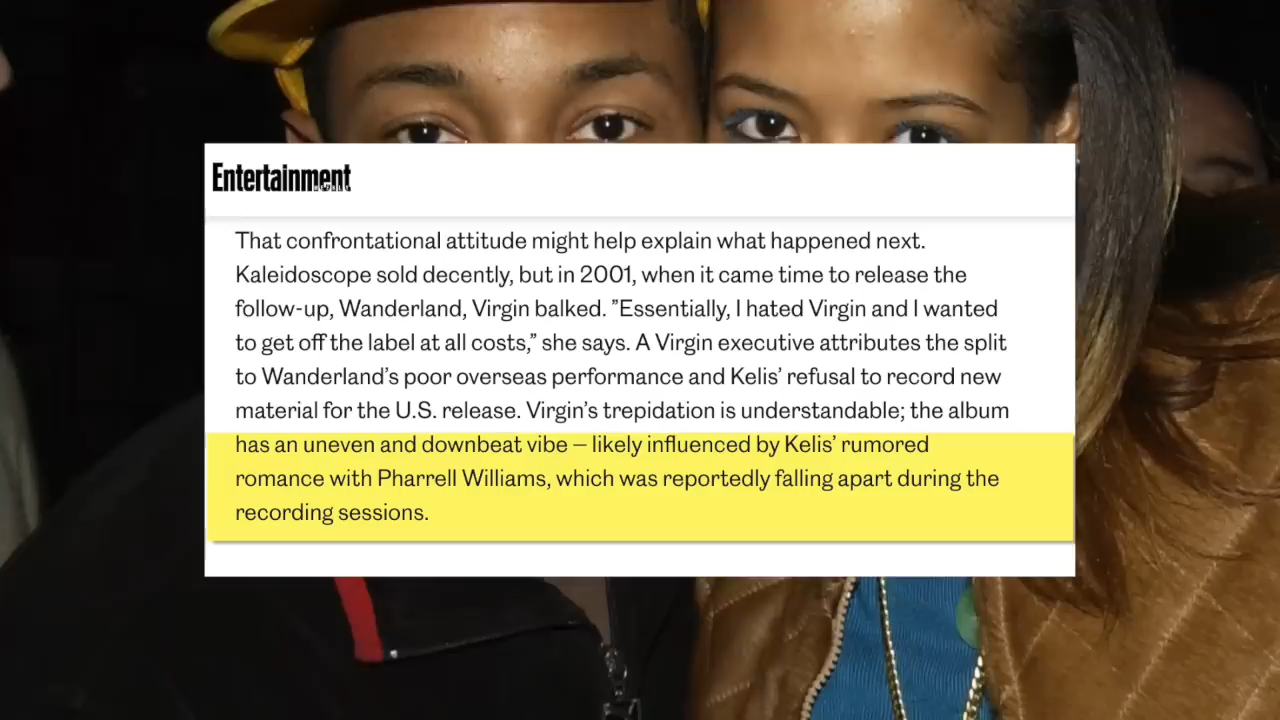 Entertainment
WEEKLY
That confrontational attitude might help explain what happened next.
Kaleidoscope sold decently, but in 2001, when it came time to release the
follow-up, Wanderland, Virgin balked. ”Essentially, I hated Virgin and I wanted
to get off the label at all costs,” she says. A Virgin executive attributes the split
to Wanderland’s poor overseas performance and Kelis’ refusal to record new
material for the U.S. release. Virgin’s trepidation is understandable; the album
has an uneven and downbeat vibe — likely influenced by Kelis’ rumored
romance with Pharrell Williams, which was reportedly falling apart during the
recording sessions.